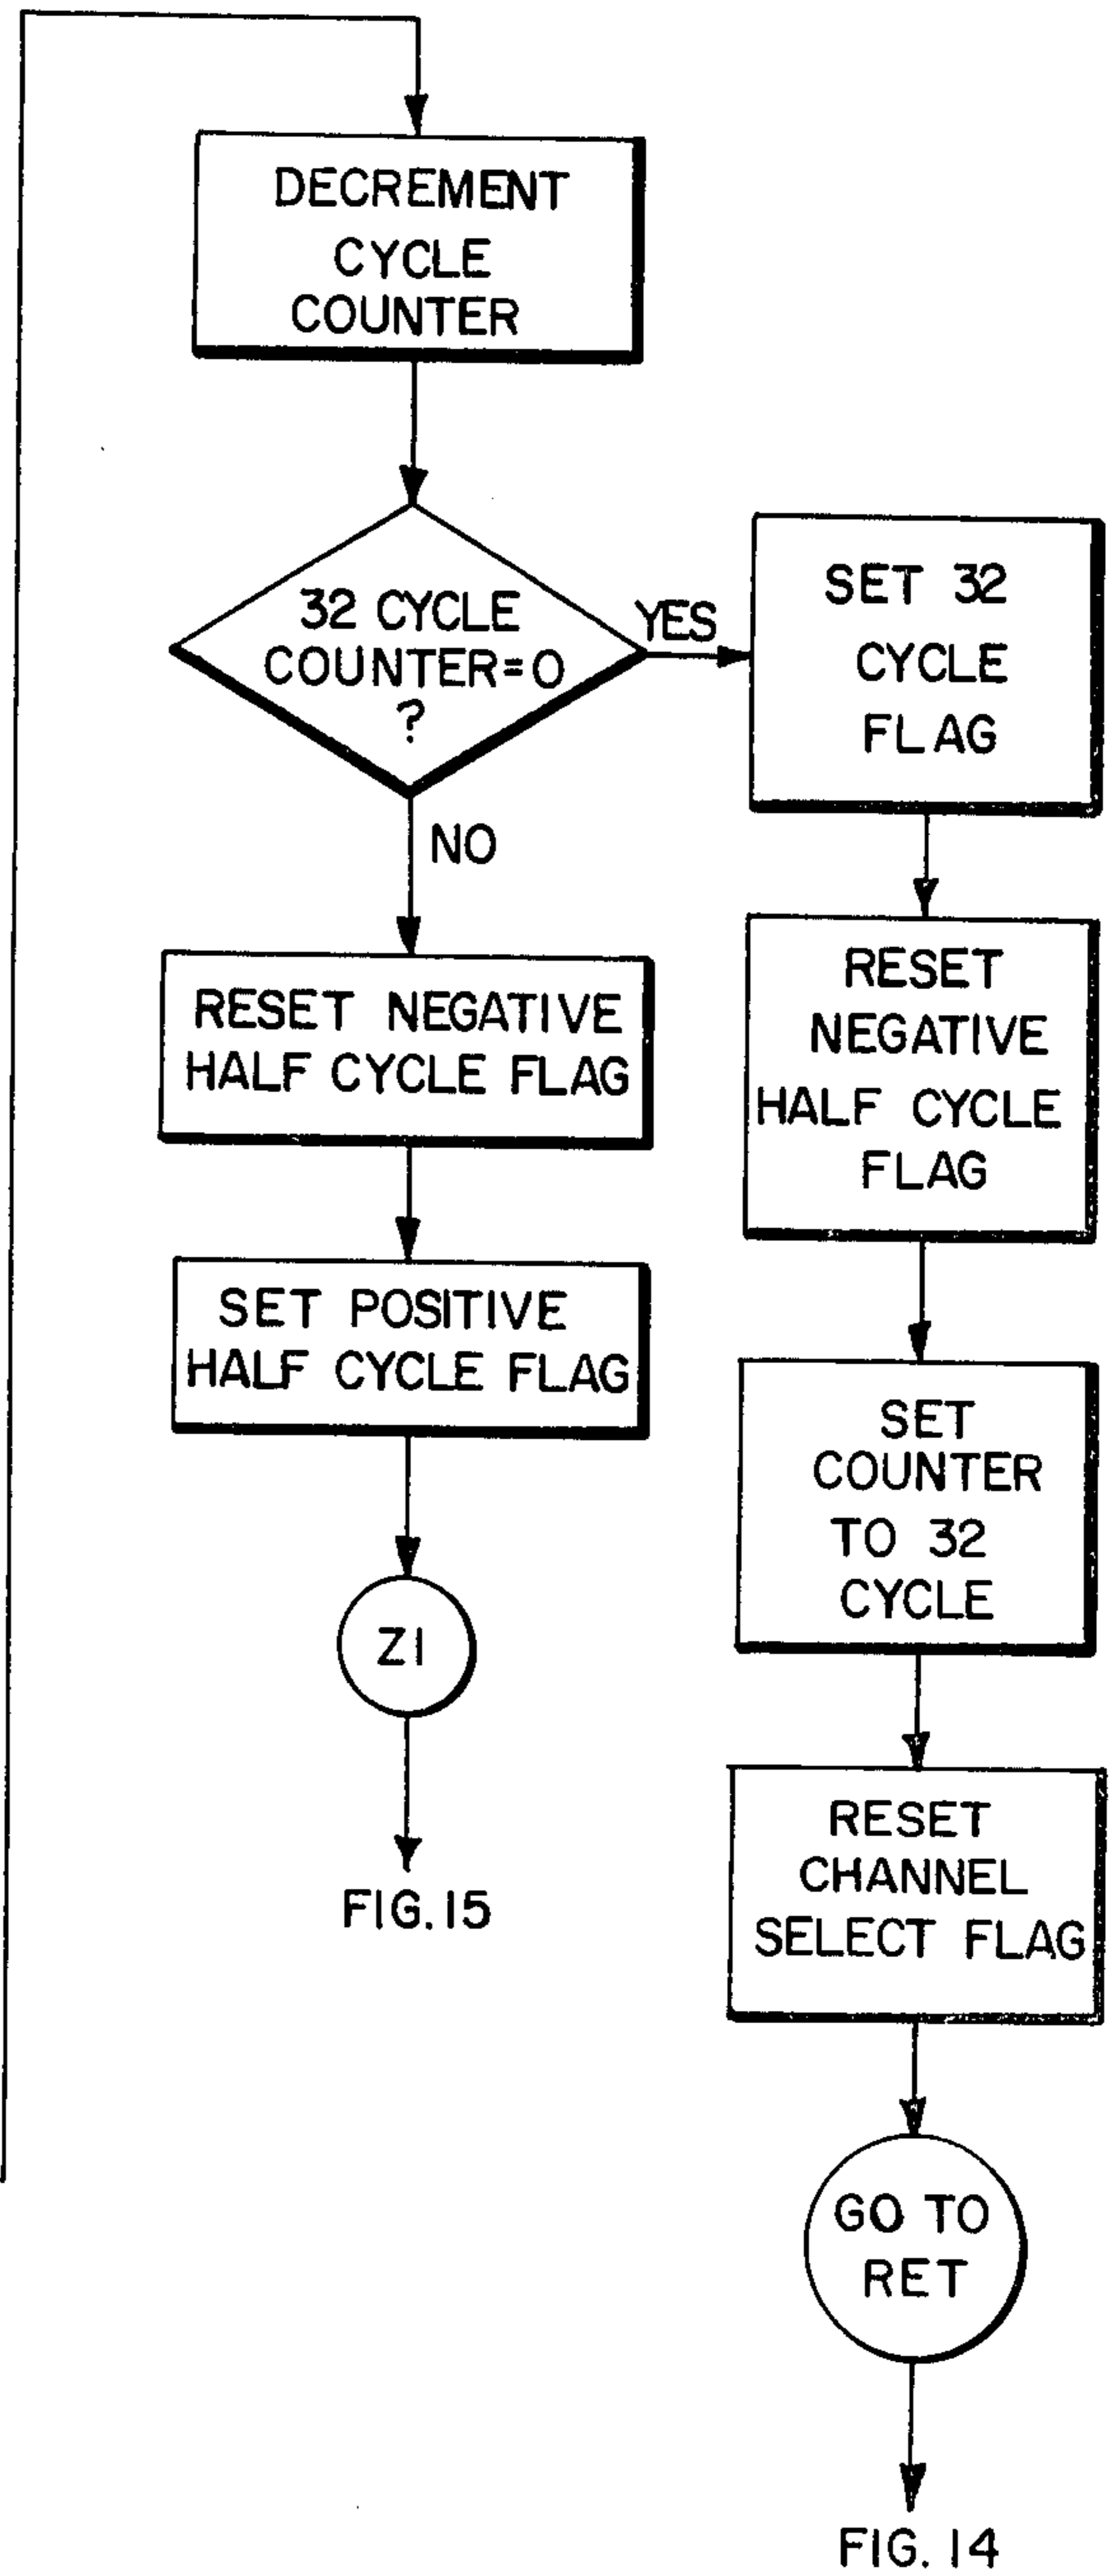 DECREMENT
CYCLE
COUNTER
32 CYCLE
COUNTER=0
?
YES
NO
RESET NEGATIVE
HALF CYCLE FLAG
SET POSITIVE
HALF CYCLE FLAG
Z1
FIG. 15
SET 32
CYCLE
FLAG
RESET
NEGATIVE
HALF CYCLE
FLAG
SET
COUNTER
TO 32
CYCLE
RESET
CHANNEL
SELECT FLAG
GO TO
RET
FIG. 14